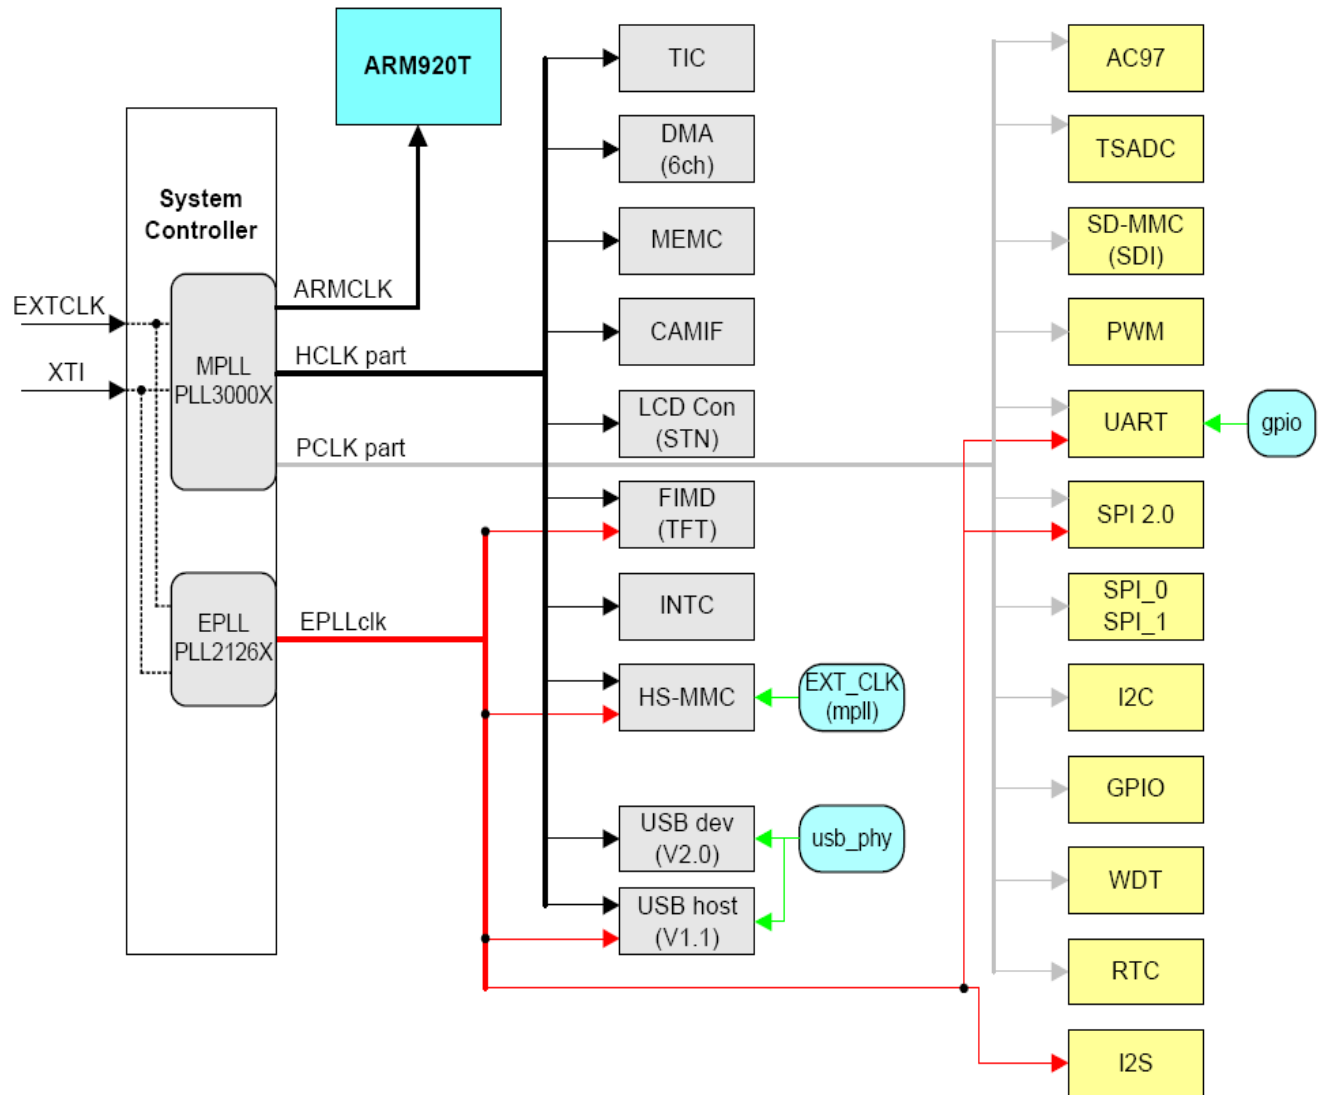 ARM920T
System
Controller
EXTCLK
XTI
MPLL
PLL3000X
EPLL
PLL2126X
ARMCLK
HCLK part
PCLK part
EPLLclk
TIC
DMA
(6ch)
MEMC
CAMIF
LCD Con
(STN)
FIMD
(TFT)
INTC
HS-MMC
EXT_CLK
(mpll)
USB dev
(V2.0)
usb_phy
USB host
(V1.1)
AC97
TSADC
SD-MMC
(SDI)
PWM
UART
gpio
SPI 2.0
SPI_0
SPI_1
I2C
GPIO
WDT
RTC
I2S